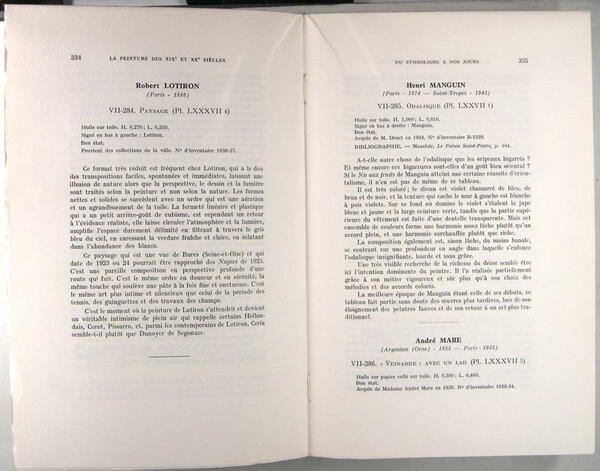 334
LA PEINTURE DES XIXe ET XXe SIÈCLES
Robert LOTIRON
(Paris - 1886)
VII-284. PAYSAGE (Pl. LXXXVII 4)
Huile sur toile. H. 0,270 ; L. 0,350.
Signé en bas à gauche : Lotiron.
Bon état.
Provient des collections de la ville. N° d'inventaire 1938-27.
Ce format très réduit est fréquent chez Lotiron, qui a le don
des transpositions faciles, spontanées et immédiates, laissant une
illusion de nature alors que la perspective, le dessin et la lumière
sont traités selon la peinture et non selon la nature. Les formes
nettes et solides se succèdent avec un ordre qui est une aération
et un agrandissement de la toile. La fermeté linéaire et plastique
qui a un petit arrière-goût de cubisme, est cependant un retour
à l'évidence réaliste, elle laisse circuler l'atmosphère et la lumière,
amplifie l'espace durement délimité en filtrant à travers le gris
bleu du ciel, en caressant la verdure fraîche et claire, en éclatant
dans l'abondance des blancs.
Ce paysage qui est une vue de Bures (Seine-et-Oise) et qui
date de 1923 ou 24 pourrait être rapproché des Noyers de 1925.
C'est une pareille composition en perspective profonde d'une
route qui fuit. C'est le même ordre en douceur et en sérénité, la
même touche qui soulève une pâte à la fois fine et onctueuse. C'est
le même art plus intime et silencieux que celui de la période des
tennis, des guinguettes et des travaux des champs.
C'est le moment où la peinture de Lotiron s'attendrit et devient
un véritable intimisme de plein air qui rappelle certains Hollan-
dais, Corot, Pissarro, et, parmi les contemporains de Lotiron, Céria
semble-t-il plutôt que Dunoyer de Segonzac.
DU SYMBOLISME A NOS JOURS
335
Henri MANGUIN
(Paris - 1874 — Saint-Tropez - 1943)
VII-285. ODALISQUE (Pl. LXXVII 1)
Huile sur toile. H. 1,000 ; L. 0,810.
Signé en bas à droite : Manguin.
Bon état.
Acquis de M. Druet en 1924. N° d'inventaire B-1339.
BIBLIOGRAPHIE. — Mauclair, Le Palais Saint-Pierre, p. 104.
A-t-elle autre chose de l'odalisque que les oripeaux bigarrés ?
Et même encore ces bigarrures sont-elles d'un goût bien oriental ?
Si le Nu aux fruits de Manguin atteint une certaine réussite d'orien-
talisme, il n'en est pas de même de ce tableau.
Il est très coloré ; le divan est violet chamarré de bleu, de
brun et de noir, et la tenture qui cache le mur à gauche est blanche
à pois violets. Sur ce fond où domine le violet s'étalent la jupe
bleue et jaune et la large ceinture verte, tandis que la partie supé-
rieure du vêtement est faite d'une dentelle transparente. Mais cet
ensemble de couleurs forme une harmonie assez lâche plutôt qu'un
accord plein, et une harmonie surchauffée plutôt que riche.
La composition également est, sinon lâche, du moins banale,
se centrant sur une profondeur en angle dans laquelle s'enfonce
l'odalisque insignifiante, lourde et sans grâce.
Une très visible recherche de la richesse du décor semble être
ici l'intention dominante du peintre. Il l'a réalisée partiellement
grâce à son métier vigoureux et sûr plus qu'à son choix des
mélodies et des accords colorés.
La meilleure époque de Manguin étant celle de ses débuts, ce
tableau fait partie sans doute des œuvres plus tardives, lors de son
éloignement des peintres fauves et de son retour à un art plus tra-
ditionnel.
André MARE
(Argentan (Orne) - 1885 — Paris - 1932)
VII-286. « VEINARDE » AVEC UN LAD (Pl. LXXXVII 5)
Huile sur papier collé sur toile. H. 0,380 ; L. 0,460.
Bon état.
Acquis de Madame André Mare en 1938. N° d'inventaire 1938-34.